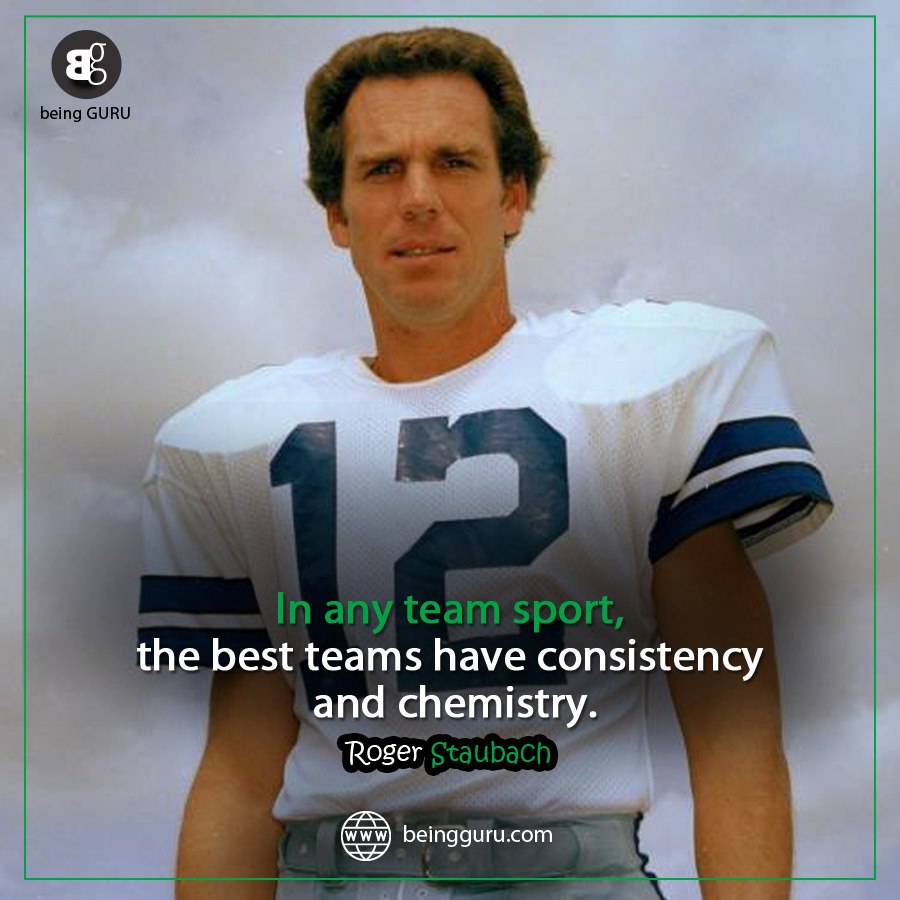 Bg
being GURU
12
In any team sport,
the best teams have consistency
and chemistry.
Roger Staubach
www beingguru.com